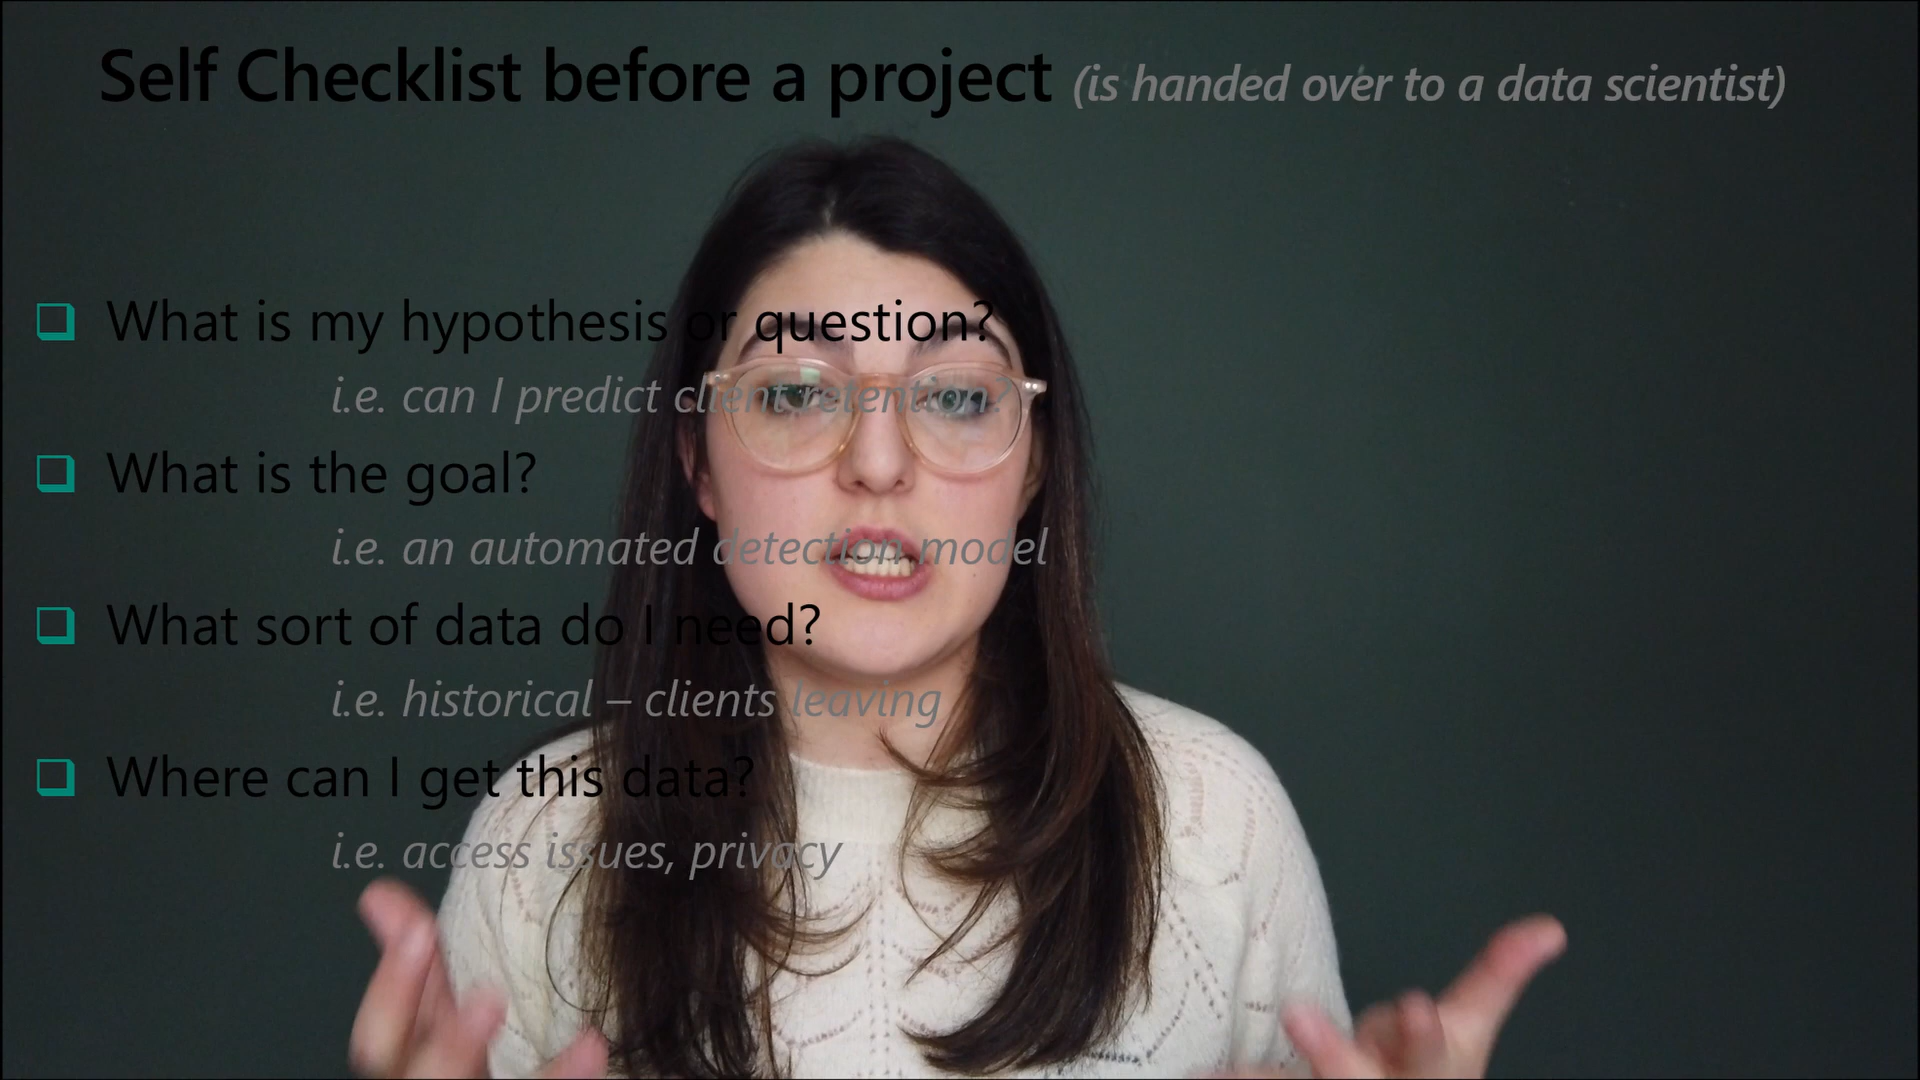 Self Checklist before a project (is handed over to a data scientist)
What is my hypothesis or question?
i.e. can I predict client retention?
What is the goal?
i.e. an automated detection model
What sort of data do I need?
i.e. historical – clients leaving
Where can I get this data?
i.e. access issues, privacy